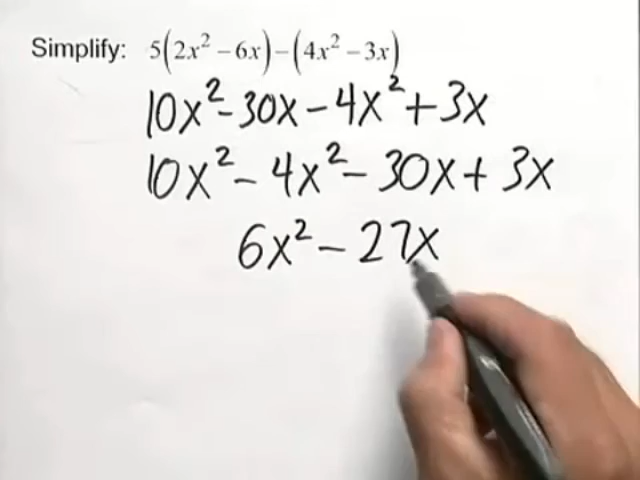 Simplify: 5(2x² − 6x) − (4x² − 3x)
10x² - 30x - 4x² + 3x
10x² - 4x² - 30x + 3x
6x² - 27x